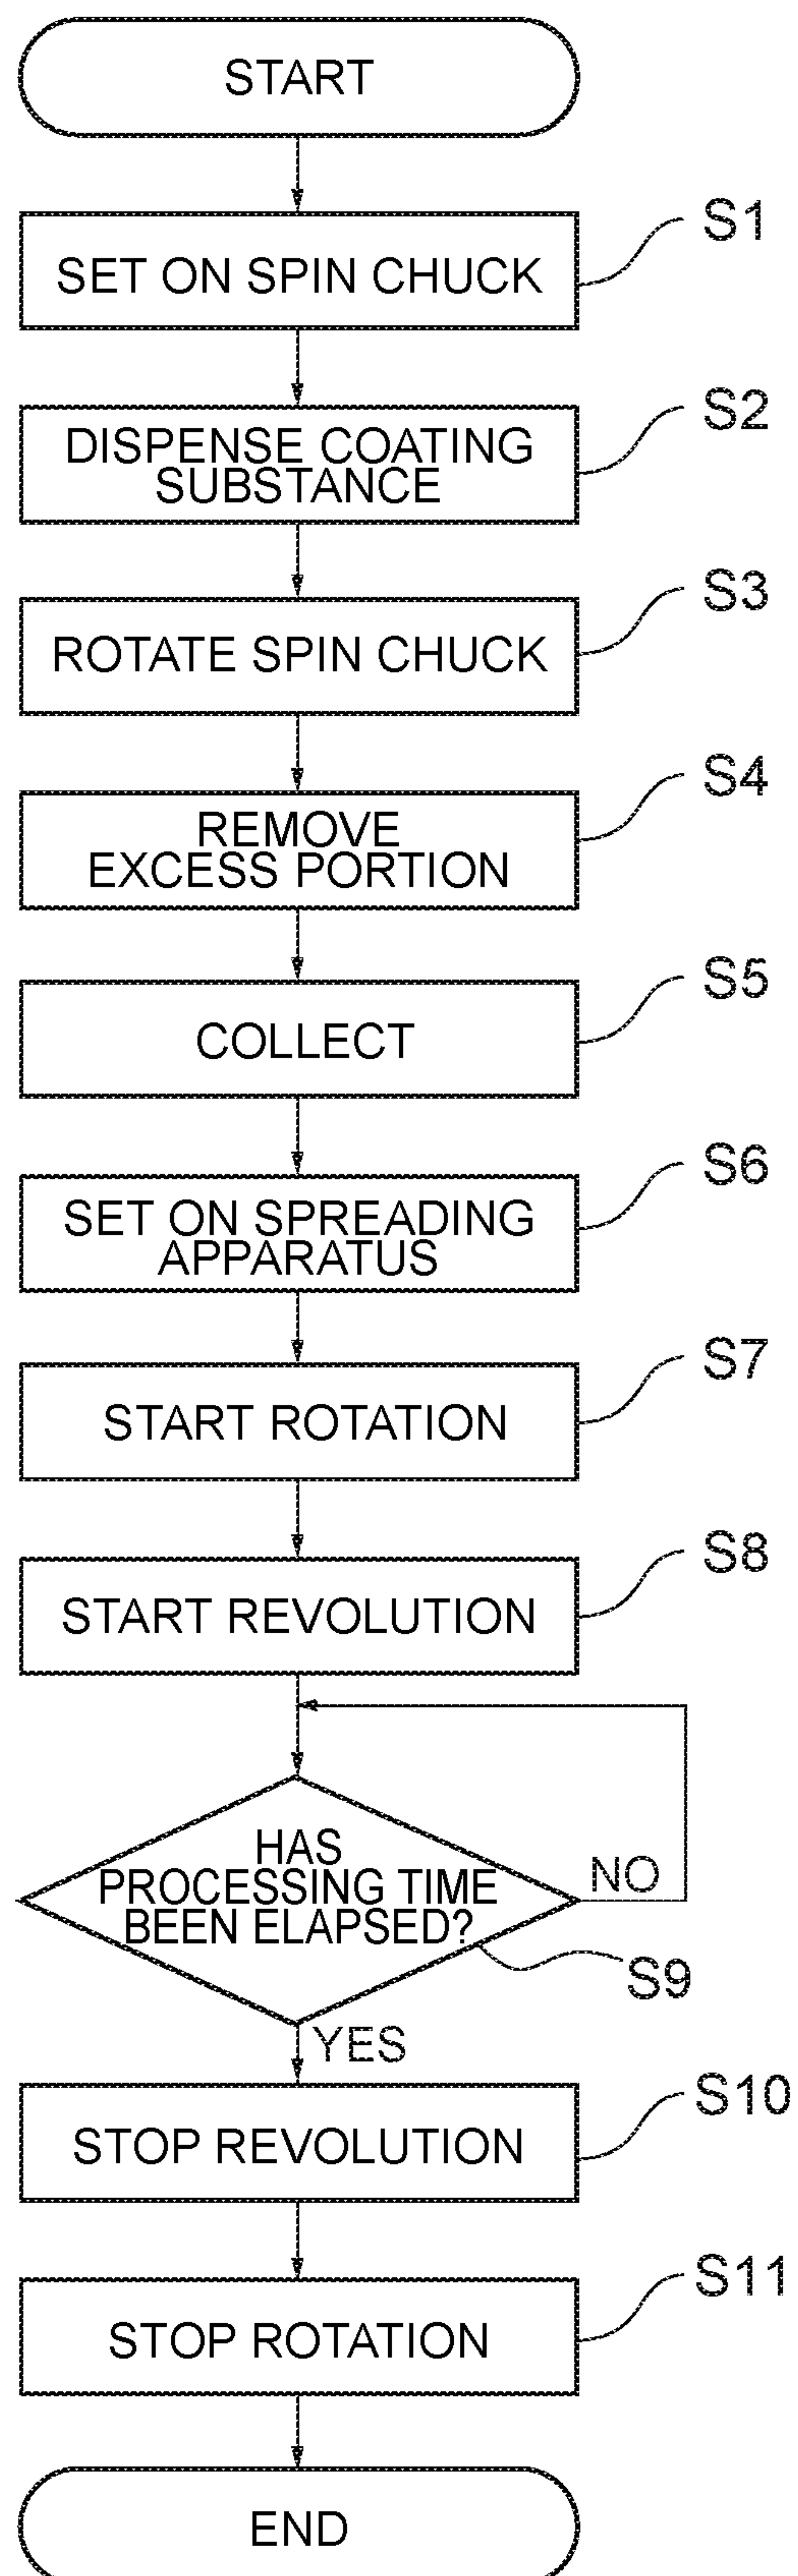 START
S1
SET ON SPIN CHUCK
S2
DISPENSE COATING
SUBSTANCE
S3
ROTATE SPIN CHUCK
S4
REMOVE
EXCESS PORTION
S5
COLLECT
S6
SET ON SPREADING
APPARATUS
S7
START ROTATION
S8
START REVOLUTION
HAS
PROCESSING TIME
BEEN ELAPSED?
NO
S9
YES
S10
STOP REVOLUTION
S11
STOP ROTATION
END